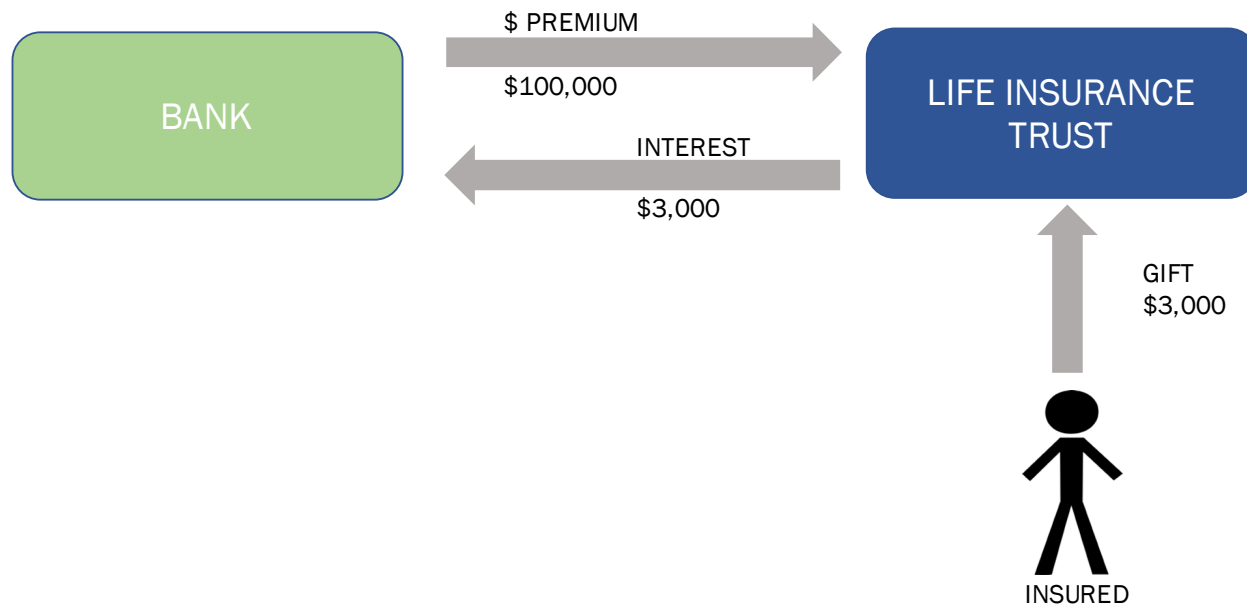 $ PREMIUM
$100,000
BANK
LIFE INSURANCE
TRUST
INTEREST
$3,000
GIFT
$3,000
INSURED